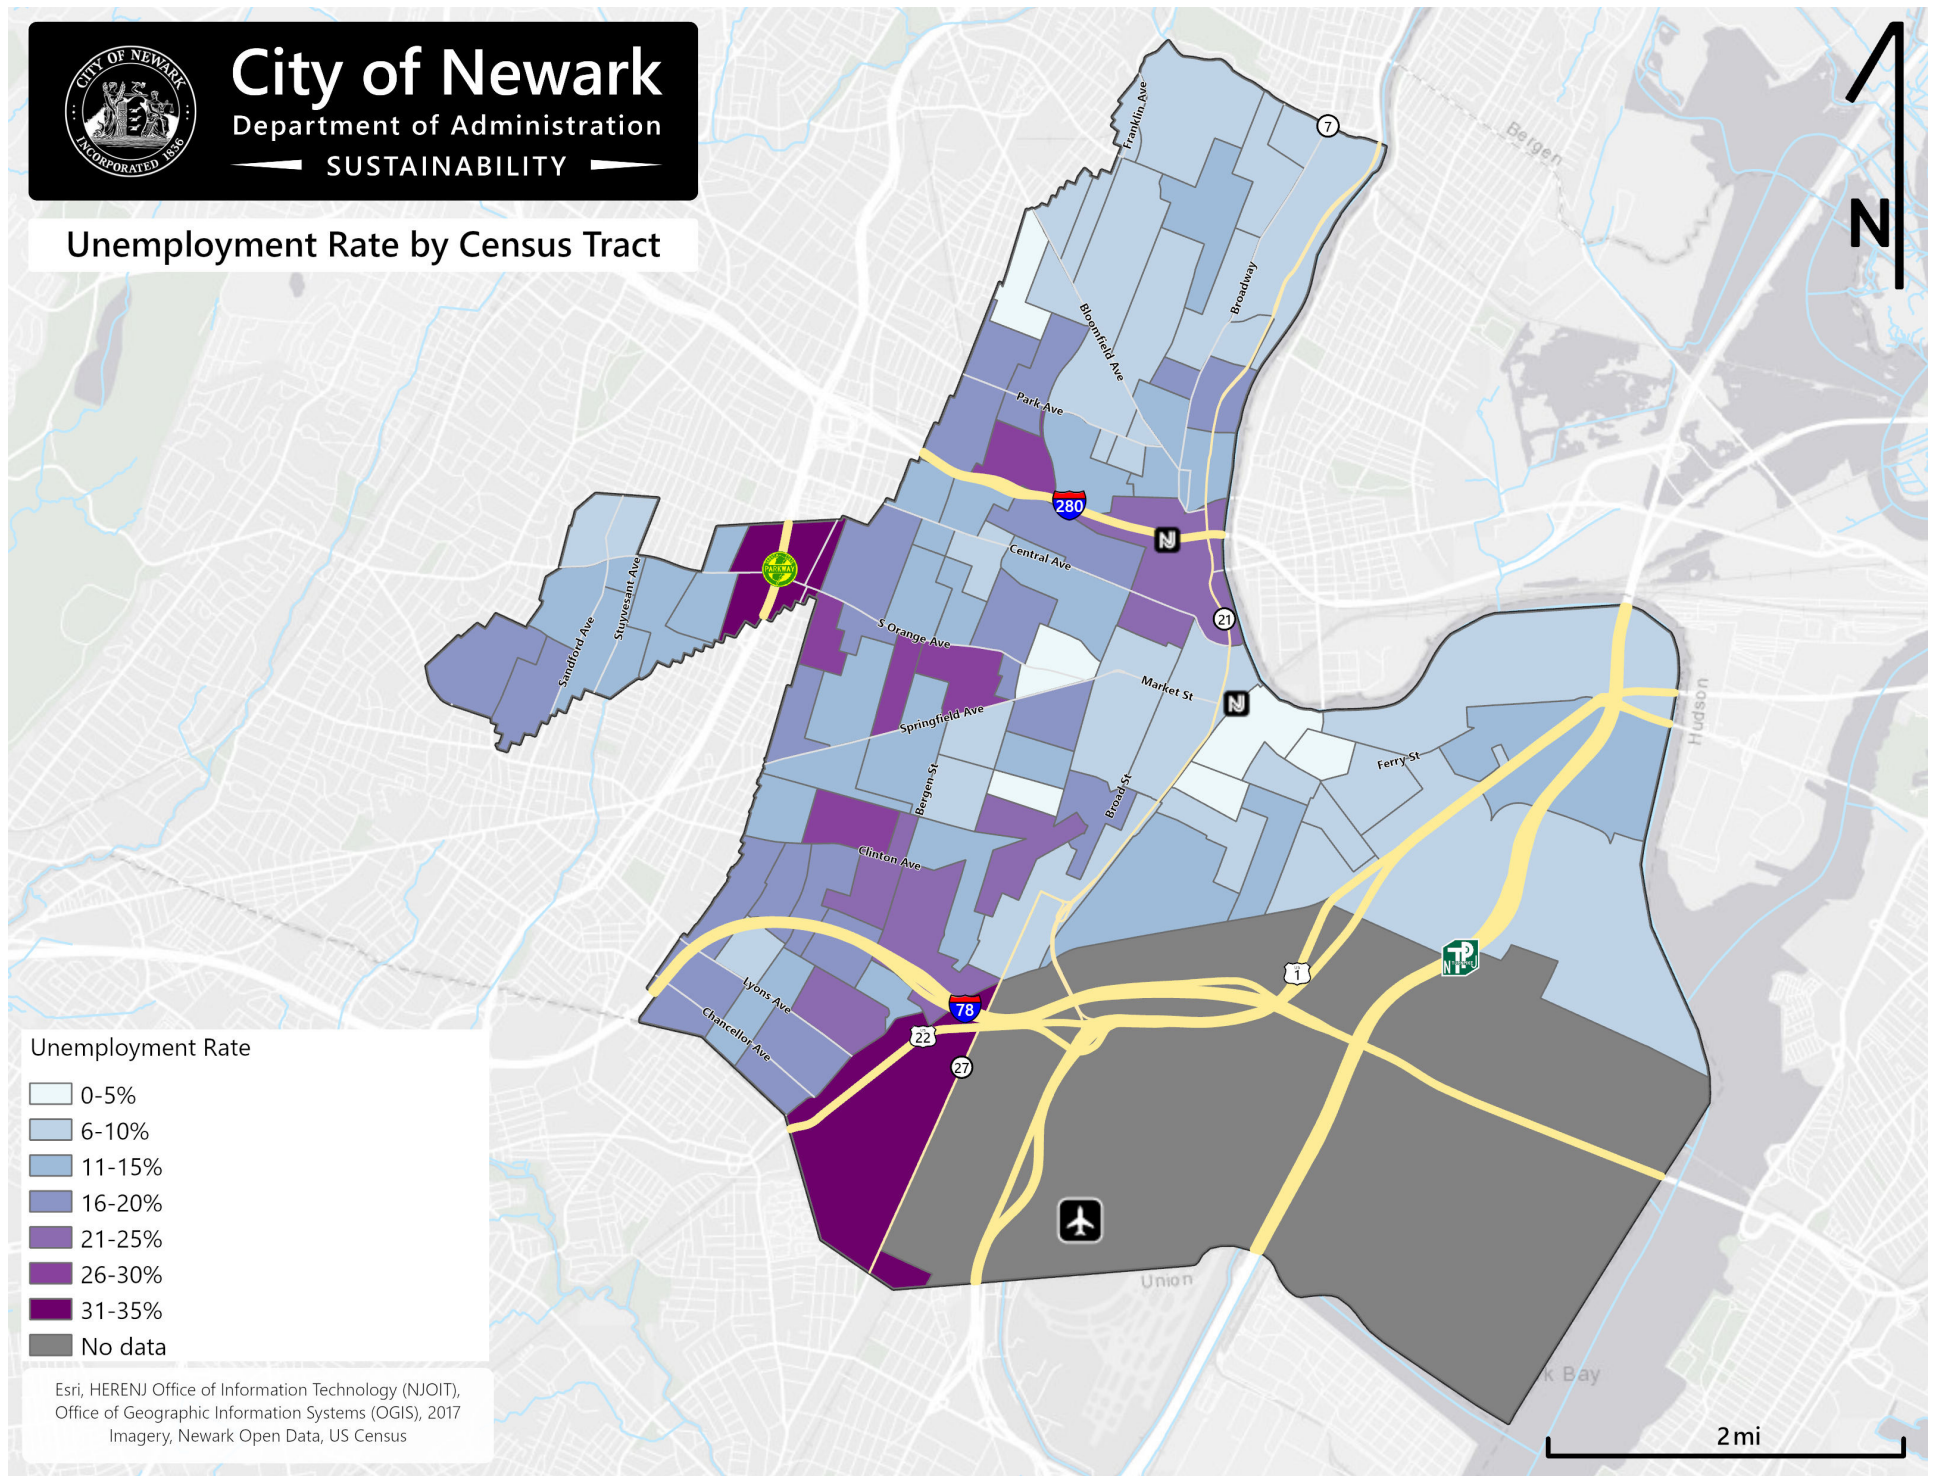 CITY OF NEWARK
INCORPORATED 1836
City of Newark
Department of Administration
SUSTAINABILITY
Unemployment Rate by Census Tract
N
7
Bergen
Franklin Ave
Broadway
Bloomfield Ave
Park Ave
280
Central Ave
PARKWAY
Stuyvesant Ave
Sandford Ave
S Orange Ave
21
Market St
Springfield Ave
Hudson
Ferry St
Bergen St
Broad St
Clinton Ave
1
Lyons Ave
Chancellor Ave
78
22
27
Union
k Bay
Unemployment Rate
0-5%
6-10%
11-15%
16-20%
21-25%
26-30%
31-35%
No data
Esri, HERENJ Office of Information Technology (NJOIT),
Office of Geographic Information Systems (OGIS), 2017
Imagery, Newark Open Data, US Census
2 mi